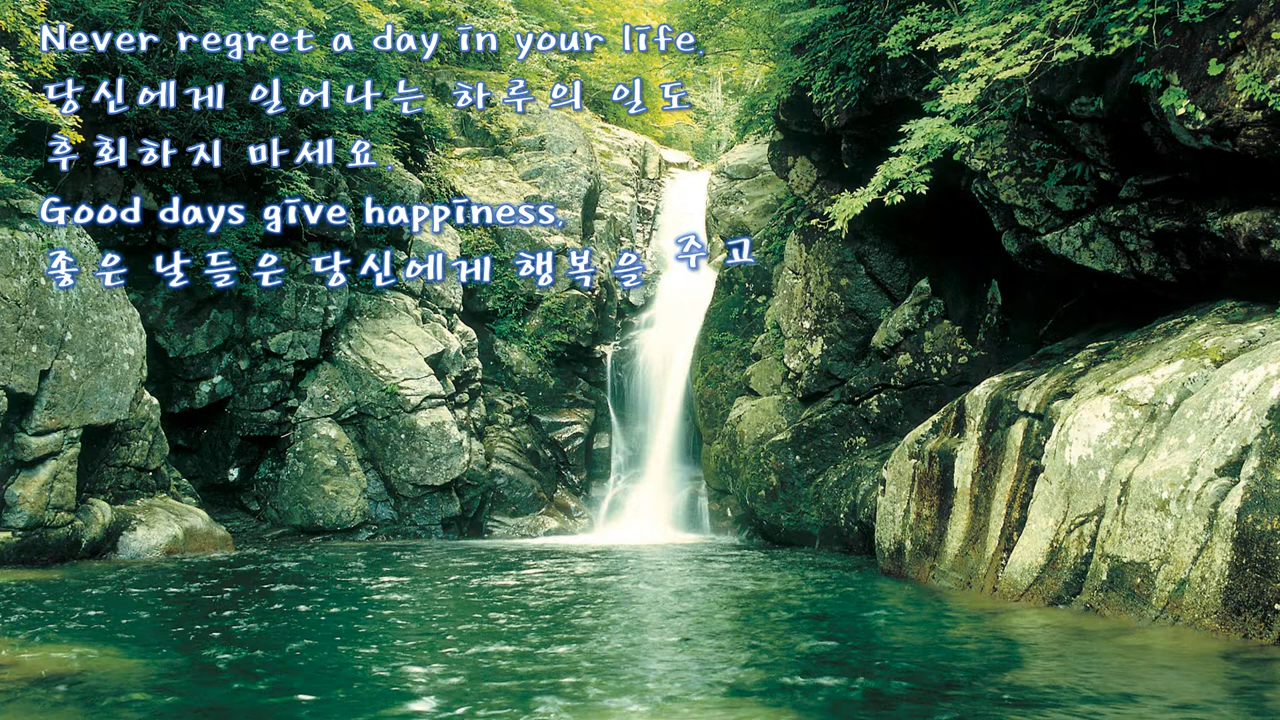 Never regret a day in your life.
당신에게 일어나는 하루의 일도
후회하지 마세요.
Good days give happiness,
좋은 날들은 당신에게 행복을 주고